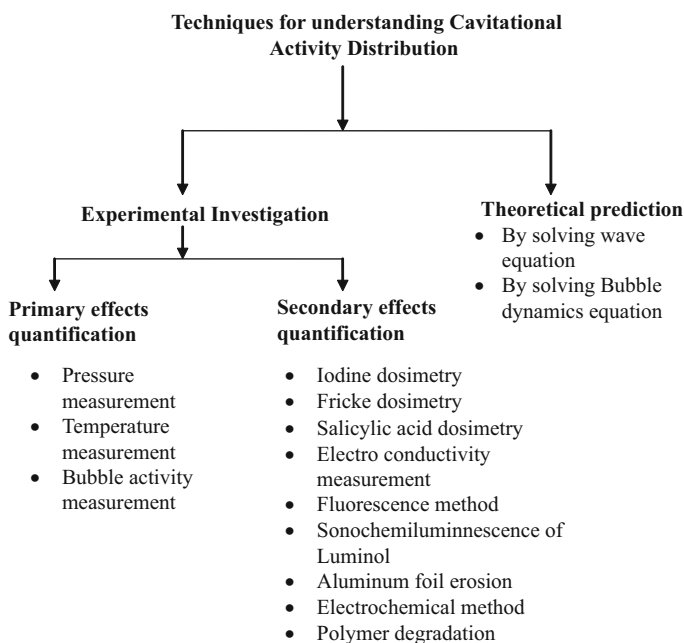 Techniques for understanding Cavitational
Activity Distribution
Experimental Investigation
Theoretical prediction
• By solving wave
equation
• By solving Bubble
dynamics equation
Primary effects
quantification
• Pressure
measurement
• Temperature
measurement
• Bubble activity
measurement
Secondary effects
quantification
• Iodine dosimetry
• Fricke dosimetry
• Salicylic acid dosimetry
• Electro conductivity
measurement
• Fluorescence method
• Sonochemiluminnescence of
Luminol
• Aluminum foil erosion
• Electrochemical method
• Polymer degradation